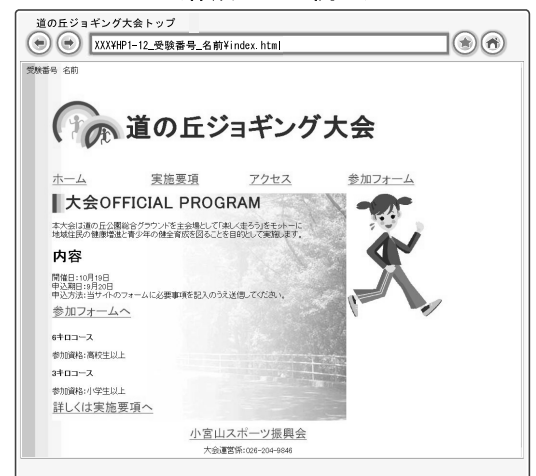 道の丘ジョギング大会トップ
XXX¥HP1-12_受験番号_名前¥index.html
受験番号 名前
道の丘ジョギング大会
ホーム 実施要項 アクセス 参加フォーム
大会OFFICIAL PROGRAM
本大会は道の丘公園総合グラウンドを主会場として「楽しく走ろう」をモットーに
地域住民の健康増進と青少年の健全育成を図ることを目的として実施します。
内容
開催日:10月19日
申込期日:9月20日
申込方法:当サイトのフォームに必要事項を記入のうえ送信してください。
参加フォームへ
6キロコース
参加資格:高校生以上
3キロコース
参加資格:小学生以上
詳しくは実施要項へ
小宮山スポーツ振興会
大会運営係:026-204-9846